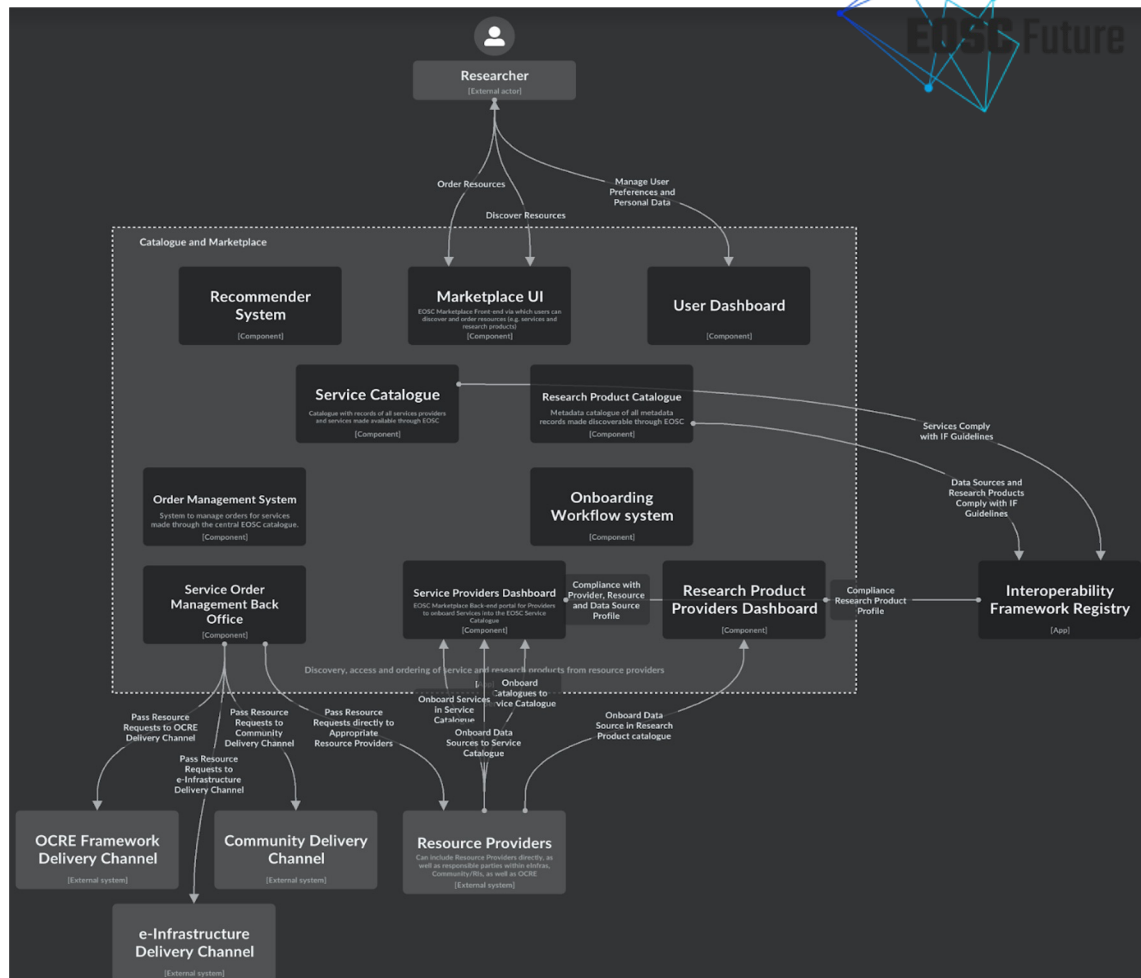 EOSC Future
Researcher
[External actor]
Order Resources
Manage User
Preferences and
Personal Data
Discover Resources
Catalogue and Marketplace
Recommender
System
[Component]
Marketplace UI
EOSC Marketplace Front-end via which users can
discover and order resources (e.g. services and
research products)
[Component]
User Dashboard
[Component]
Service Catalogue
Catalogue with records of all services providers
and services made available through EOSC
[Component]
Research Product Catalogue
Metadata catalogue of all metadata
records made discoverable through EOSC
[Component]
Services Comply
with IF Guidelines
Data Sources and
Research Products
Comply with IF
Guidelines
Order Management System
System to manage orders for services
made through the central EOSC catalogue.
[Component]
Onboarding
Workflow system
[Component]
Service Order
Management Back
Office
[Component]
Service Providers Dashboard
EOSC Marketplace Back-end portal for Providers
to onboard Services into the EOSC Service
Catalogue
[Component]
Compliance with
Provider, Resource
and Data Source
Profile
Research Product
Providers Dashboard
[Component]
Compliance
Research Product
Profile
Interoperability
Framework Registry
[App]
Discovery, access and ordering of service and research products from resource providers
Onboard
Catalogues to
Service Catalogue
Onboard Services
in Service
Catalogue
Onboard Data
Sources to Service
Catalogue
Onboard Data
Source in Research
Product catalogue
Pass Resource
Requests to OCRE
Delivery Channel
Pass Resource
Requests to
Community
Delivery Channel
Pass Resource
Requests directly to
Appropriate
Resource Providers
Pass Resource
Requests to
e-Infrastructure
Delivery Channel
OCRE Framework
Delivery Channel
[External system]
Community Delivery
Channel
[External system]
Resource Providers
Can include Resource Providers directly, as
well as responsible parties within eInfras,
Community/RIs, as well as OCRE
[External system]
e-Infrastructure
Delivery Channel
[External system]